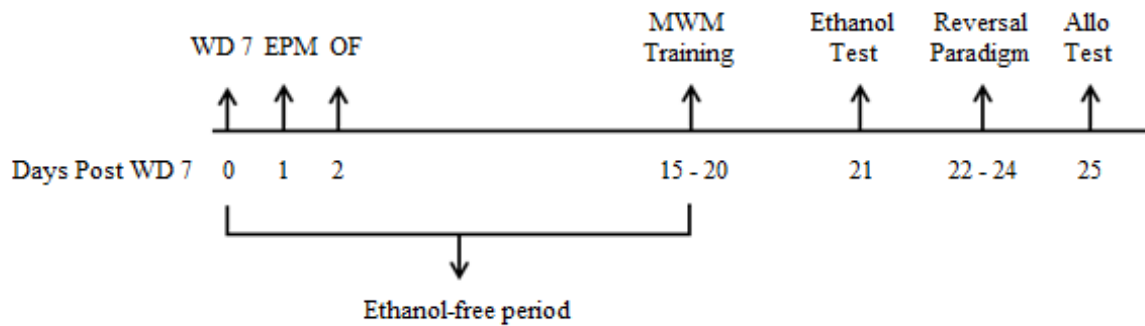 WD 7 EPM OF
MWM
Training
Ethanol
Test
Reversal
Paradigm
Allo
Test
Days Post WD 7 0 1 2 15 - 20 21 22 - 24 25
Ethanol-free period